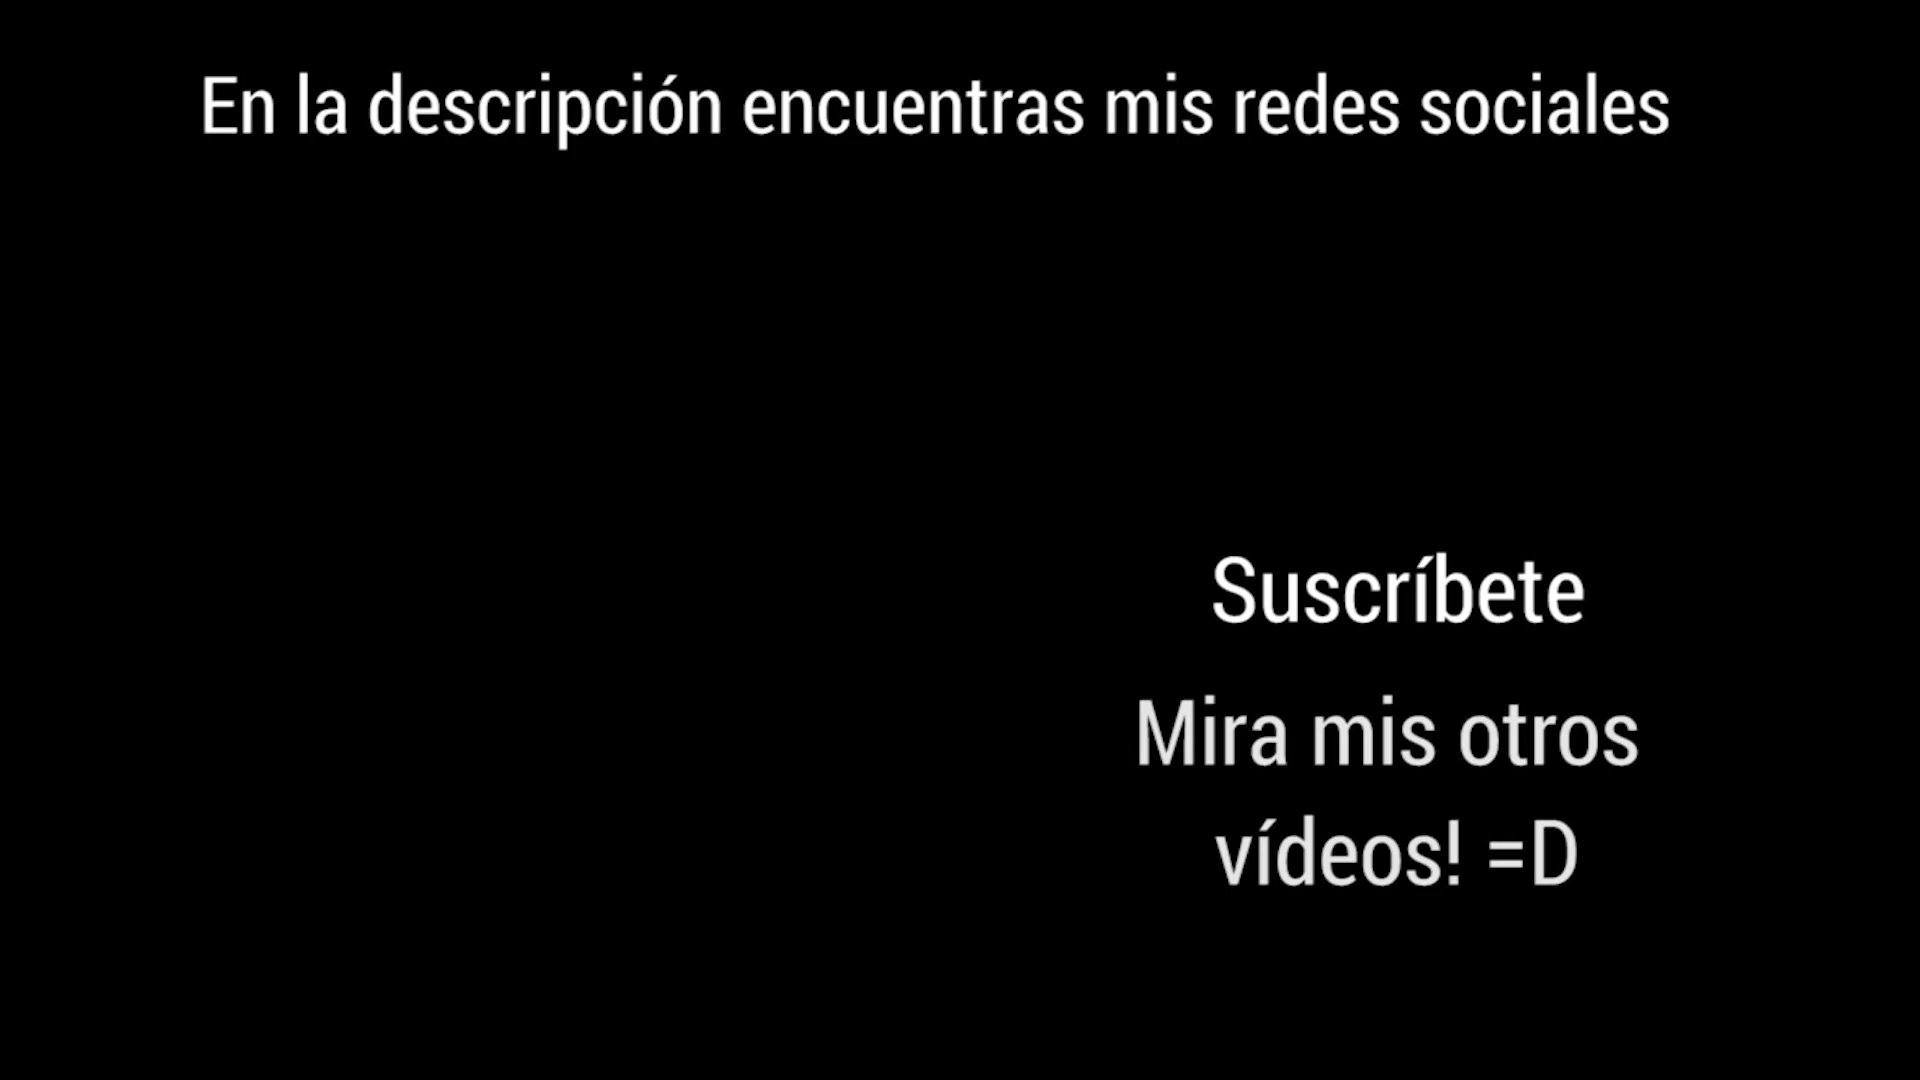 En la descripción encuentras mis redes sociales
Suscríbete
Mira mis otros
vídeos! =D